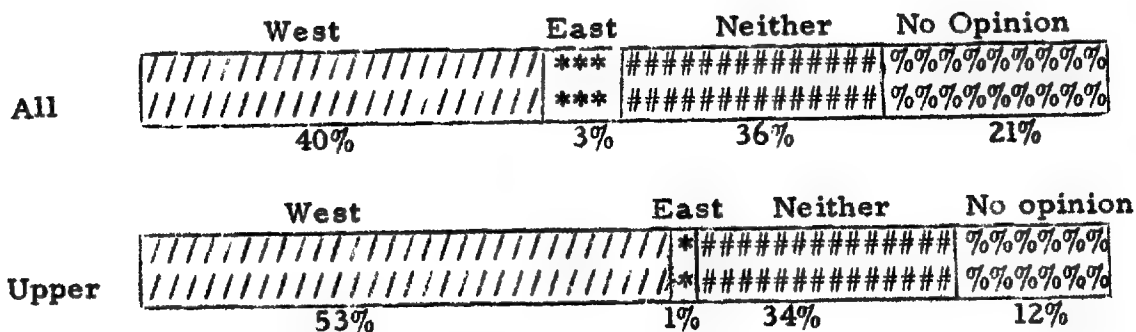 West East Neither No Opinion
All
40% 3% 36% 21%
West East Neither No opinion
Upper
53% 1% 34% 12%